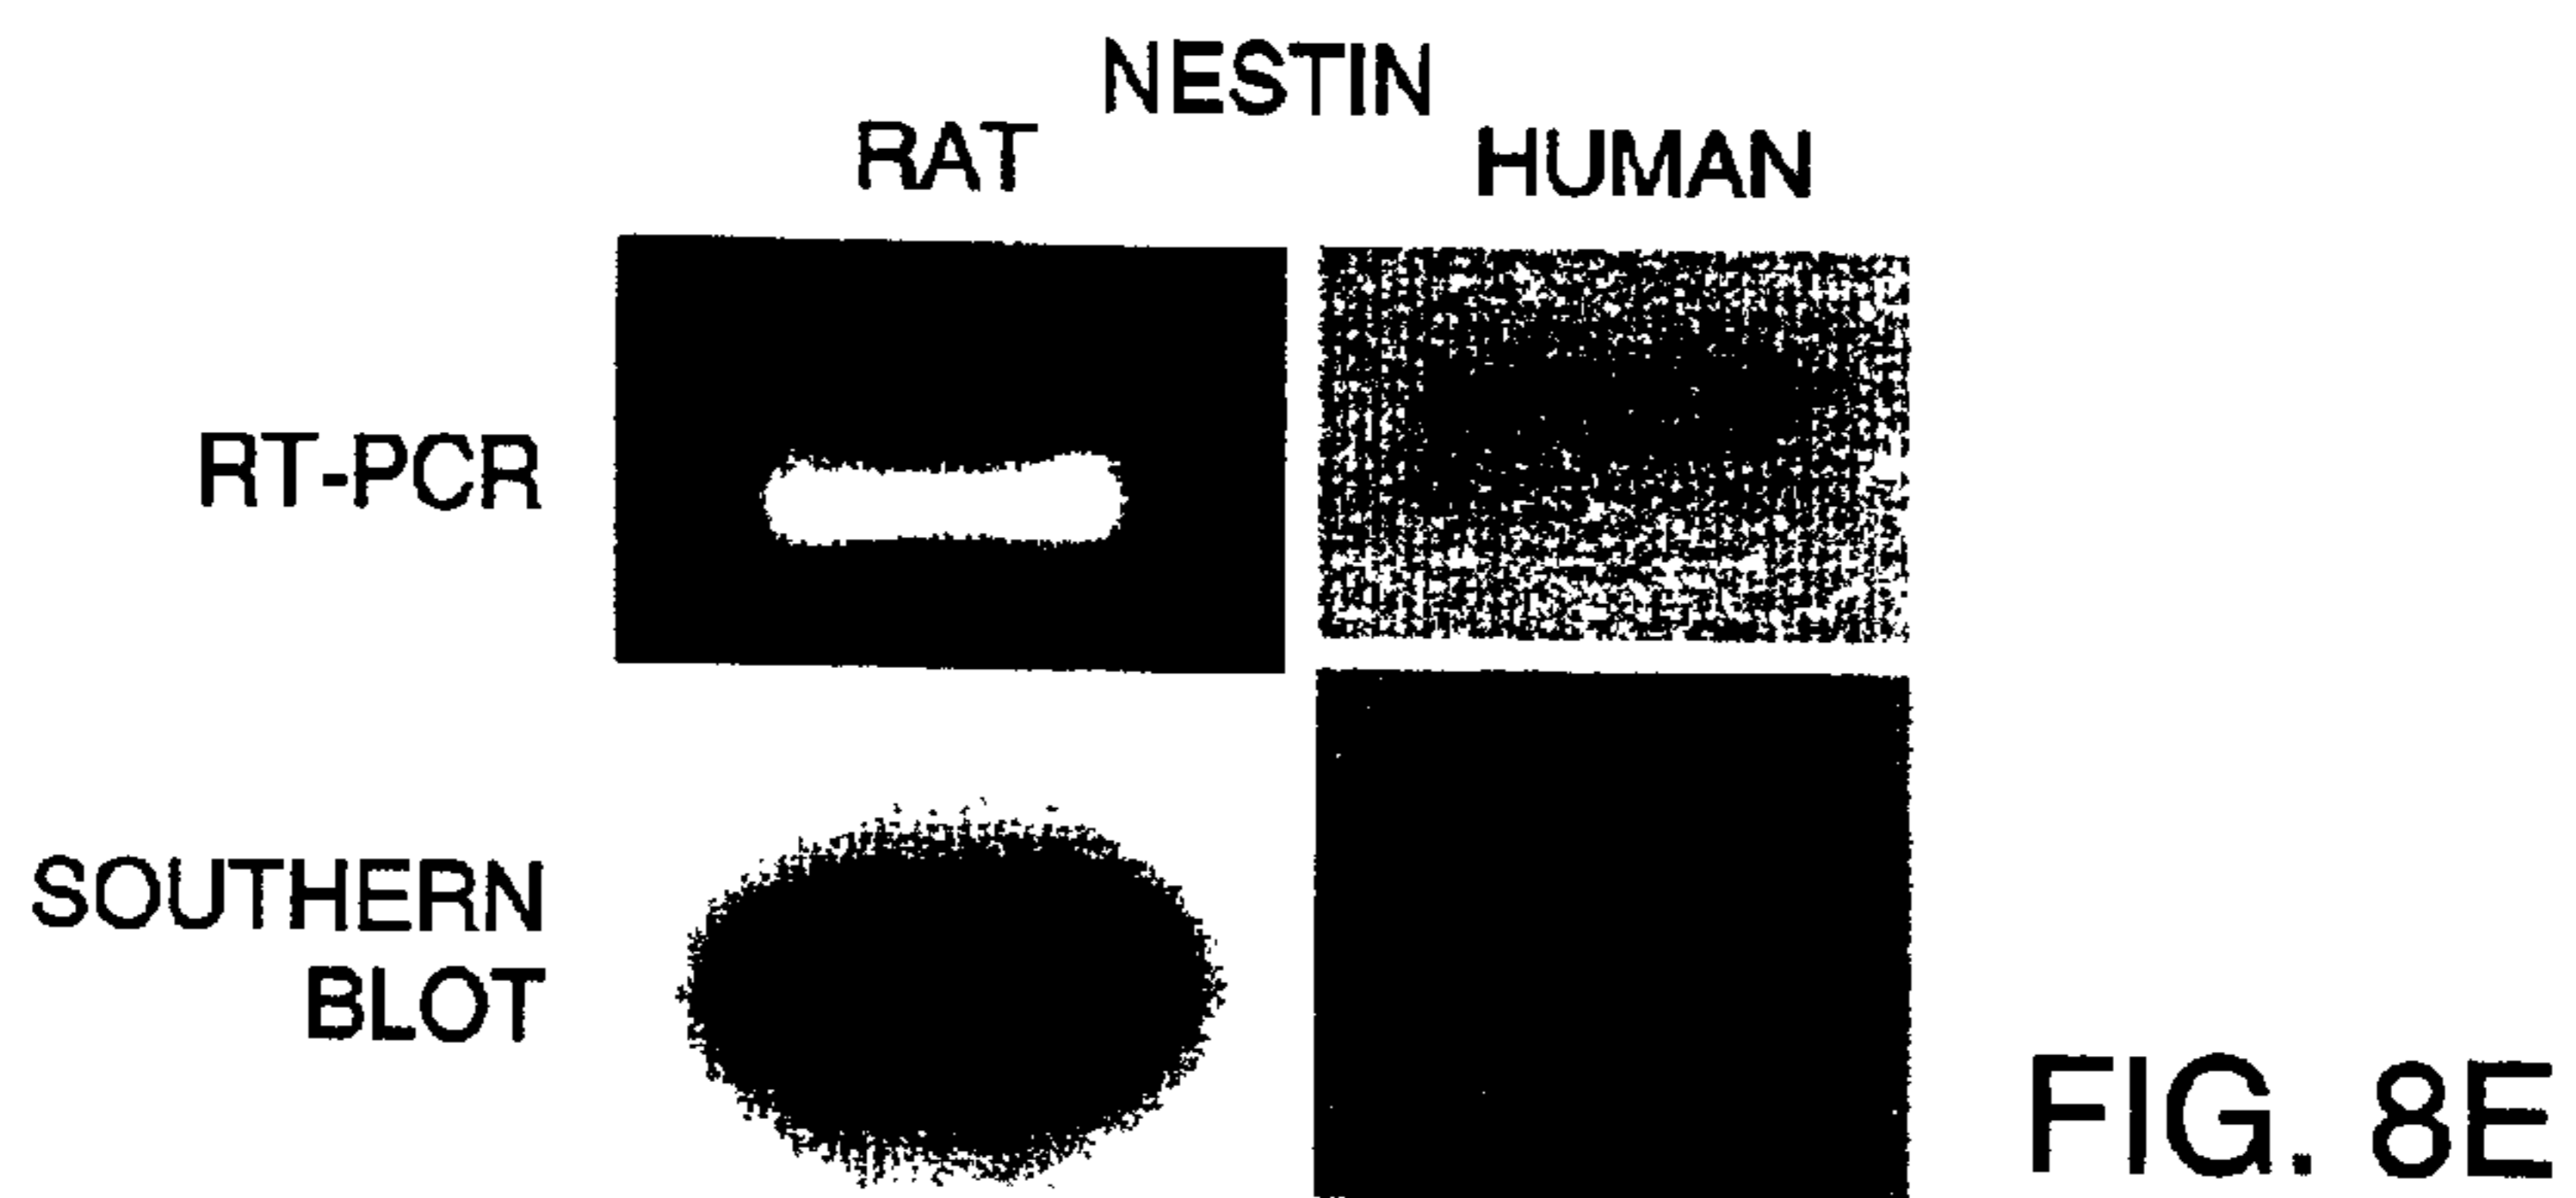 NESTIN
RAT HUMAN
RT-PCR
SOUTHERN
BLOT
FIG. 8E